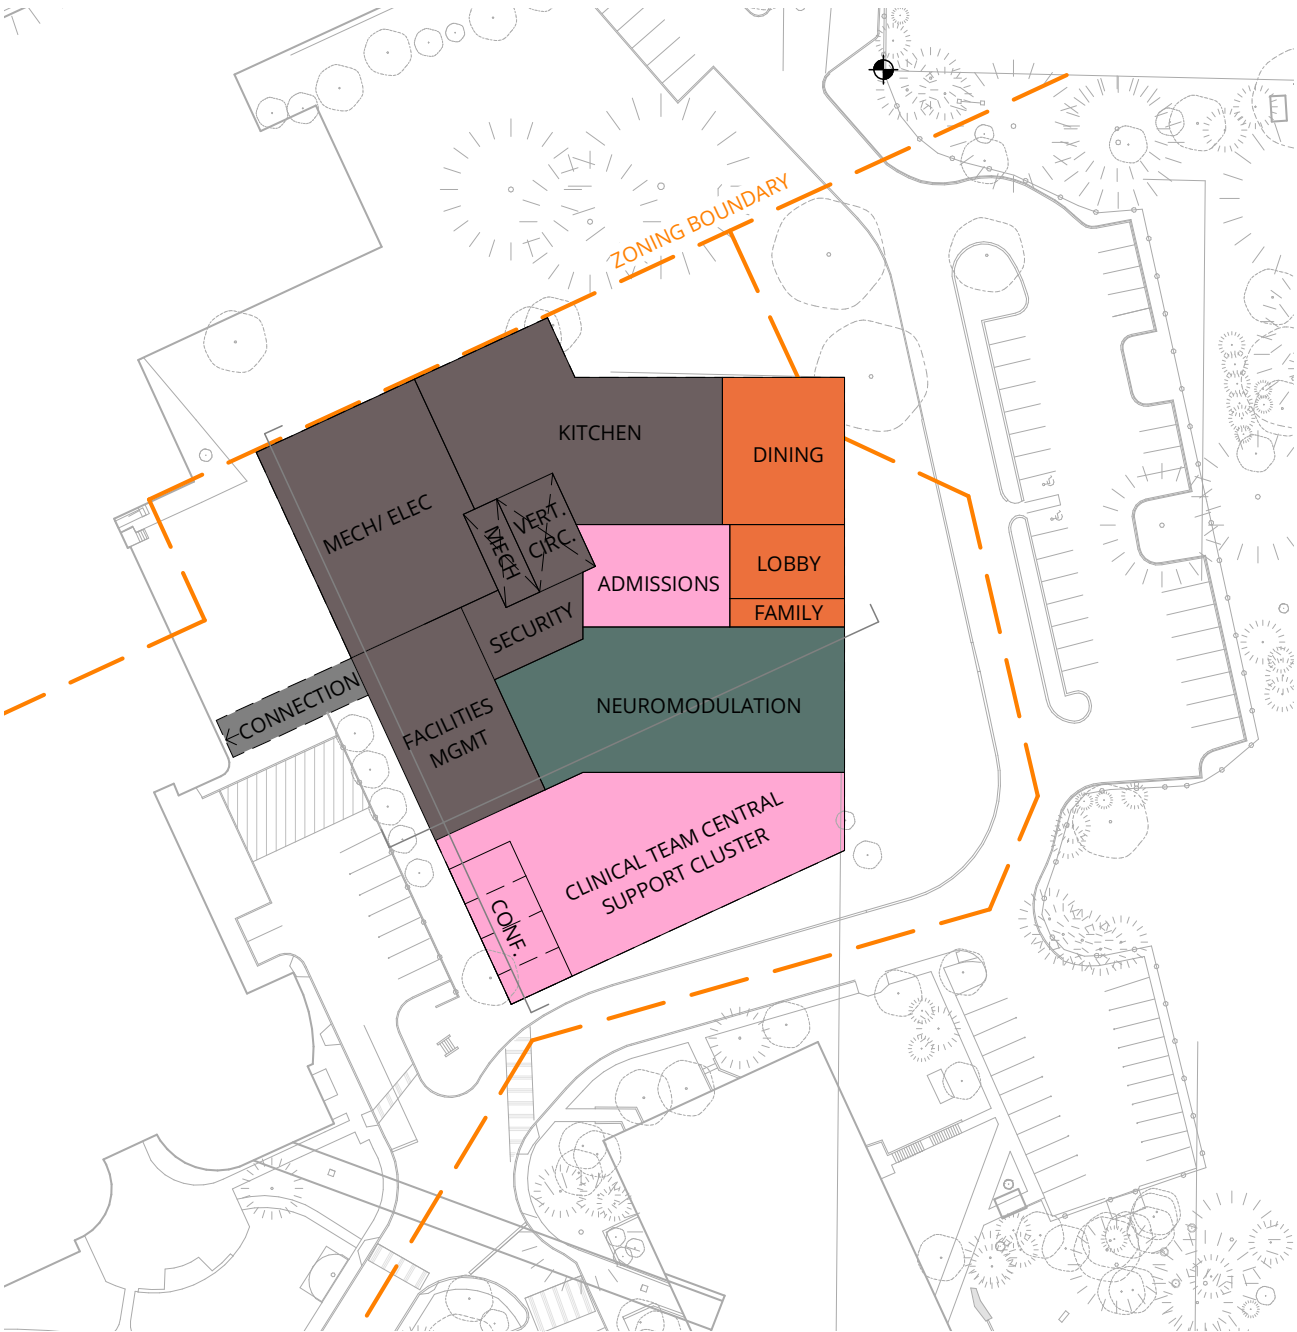 ZONING BOUNDARY
KITCHEN
DINING
MECH/ ELEC
MECH
VERT.
CIRC.
ADMISSIONS
LOBBY
FAMILY
SECURITY
CONNECTION
FACILITIES
MGMT
NEUROMODULATION
CLINICAL TEAM CENTRAL
SUPPORT CLUSTER
CONF.